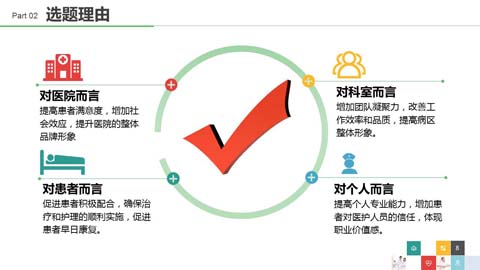 Part 02 选题理由
对医院而言
提高患者满意度，增加社
会效应，提升医院的整体
品牌形象
对科室而言
增加团队凝聚力，改善工
作效率和品质，提高病区
整体形象。
对患者而言
促进患者积极配合，确保治
疗和护理的顺利实施，促进
患者早日康复。
对个人而言
提高个人专业能力，增加患
者对医护人员的信任，体现
职业价值感。